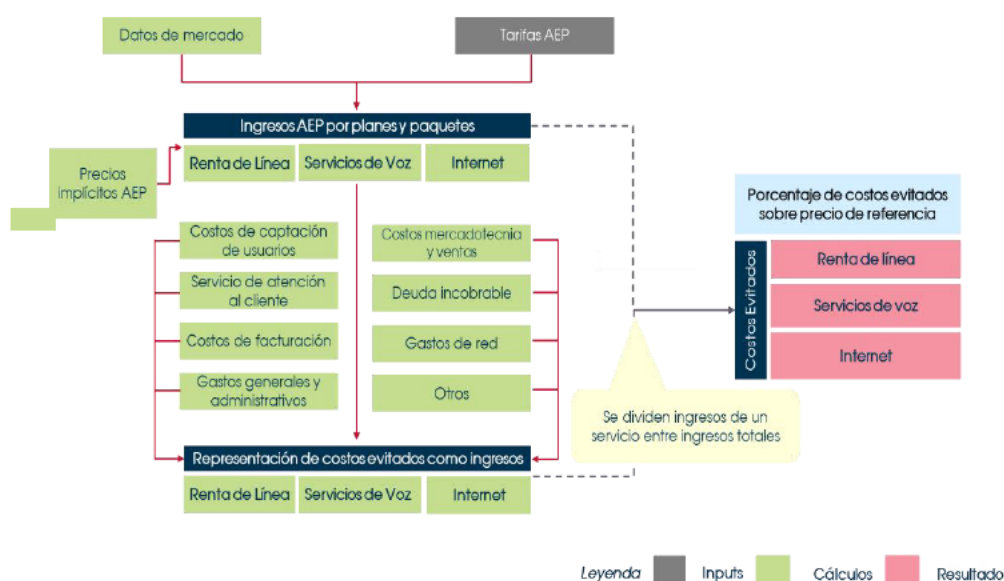 Datos de mercado
Tarifas AEP
Ingresos AEP por planes y paquetes
Precios
implícitos AEP
Renta de Línea
Servicios de Voz
Internet
Costos de captación
de usuarios
Costos mercadotecnia
y ventas
Servicio de atención
al cliente
Deuda incobrable
Costos de facturación
Gastos de red
Gastos generales y
administrativos
Otros
Representación de costos evitados como ingresos
Renta de Línea
Servicios de Voz
Internet
Se dividen ingresos de un
servicio entre ingresos totales
Porcentaje de costos evitados
sobre precio de referencia
Costos Evitados
Renta de línea
Servicios de voz
Internet
Leyenda
Inputs
Cálculos
Resultado